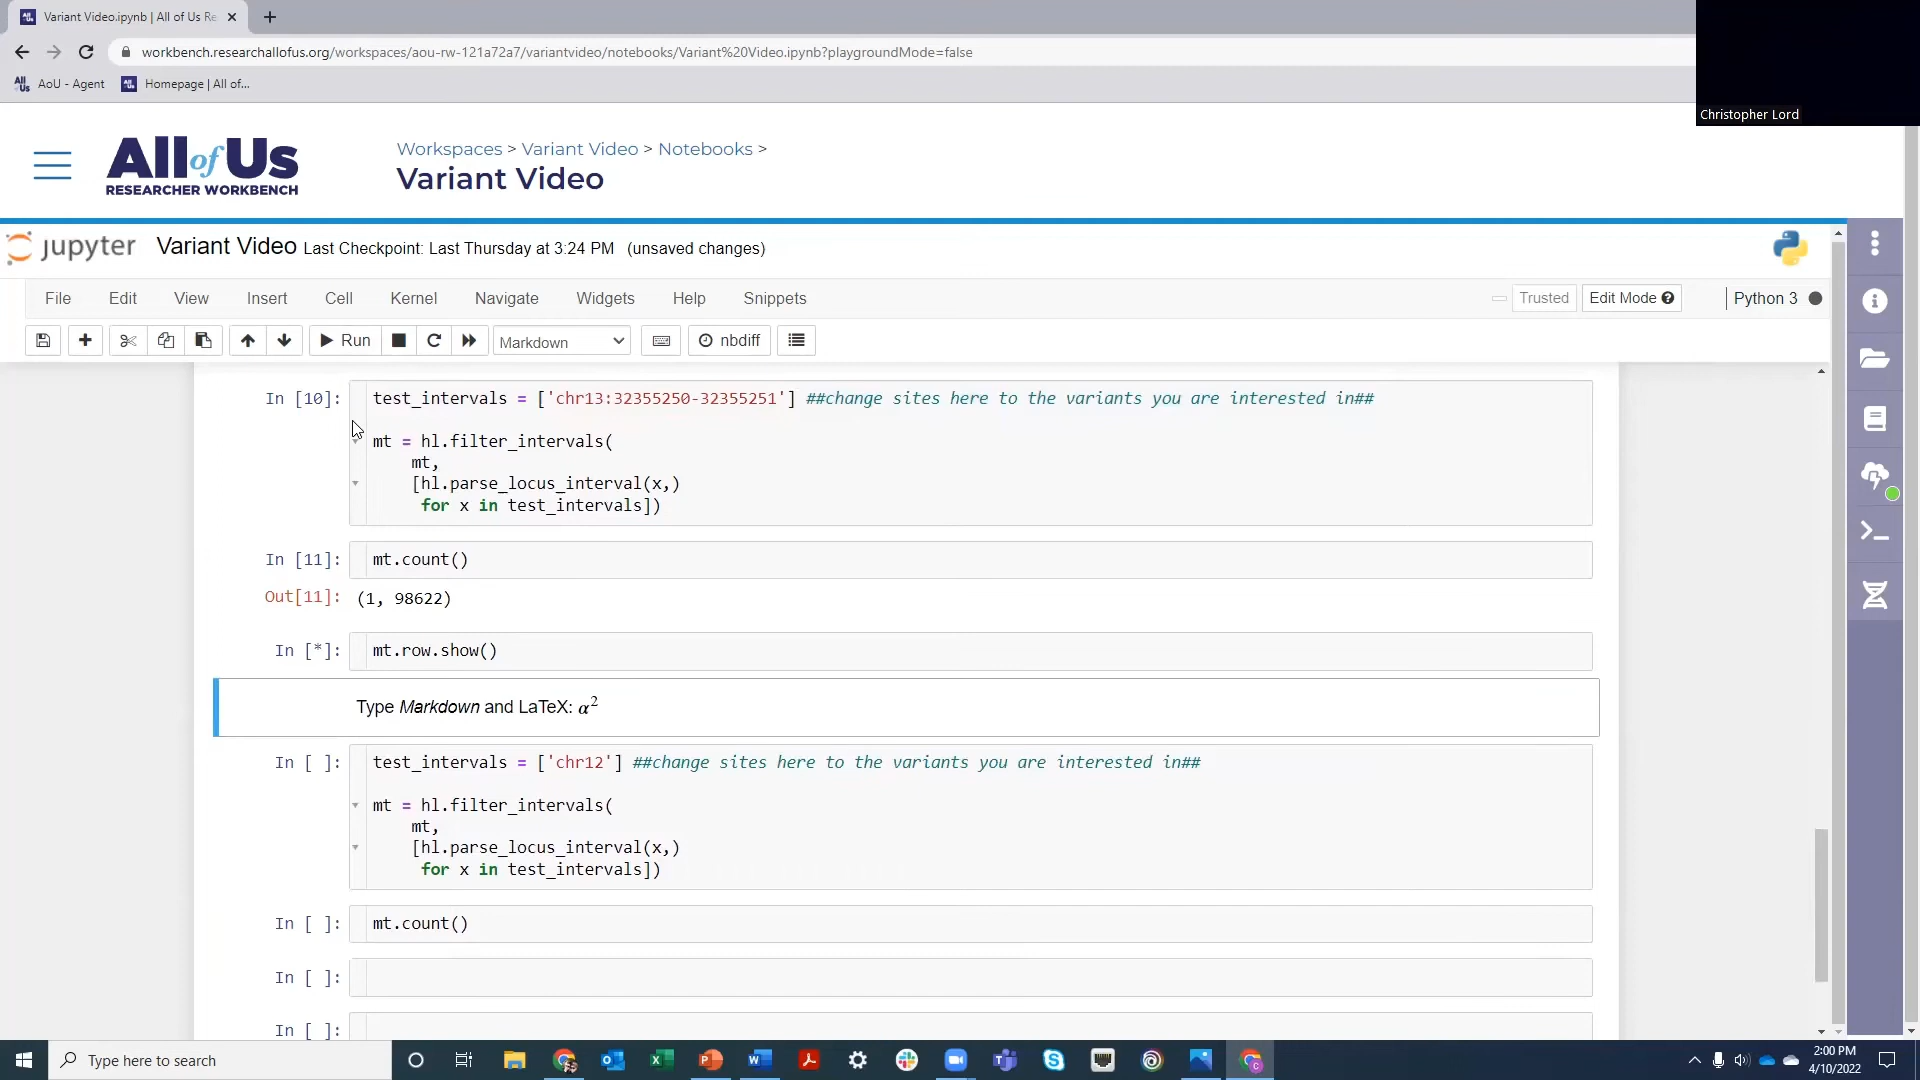 Variant Video.ipynb | All of Us Re
workbench.researchallofus.org/workspaces/aou-rw-121a72a7/variantvideo/notebooks/Variant%20Video.ipynb?playgroundMode=false
AoU - Agent
Homepage | All of...
Christopher Lord
All of Us
RESEARCHER WORKBENCH
Workspaces > Variant Video > Notebooks >
Variant Video
jupyter Variant Video Last Checkpoint: Last Thursday at 3:24 PM (unsaved changes)
File Edit View Insert Cell Kernel Navigate Widgets Help Snippets
Trusted Edit Mode Python 3
Run Markdown nbdiff
In [10]: test_intervals = ['chr13:32355250-32355251'] ##change sites here to the variants you are interested in##
mt = hl.filter_intervals(
mt,
[hl.parse_locus_interval(x,)
for x in test_intervals])
In [11]: mt.count()
Out[11]: (1, 98622)
In [*]: mt.row.show()
Type Markdown and LaTeX: α²
In [ ]: test_intervals = ['chr12'] ##change sites here to the variants you are interested in##
mt = hl.filter_intervals(
mt,
[hl.parse_locus_interval(x,)
for x in test_intervals])
In [ ]: mt.count()
In [ ]:
In [ ]:
Type here to search
2:00 PM
4/10/2022